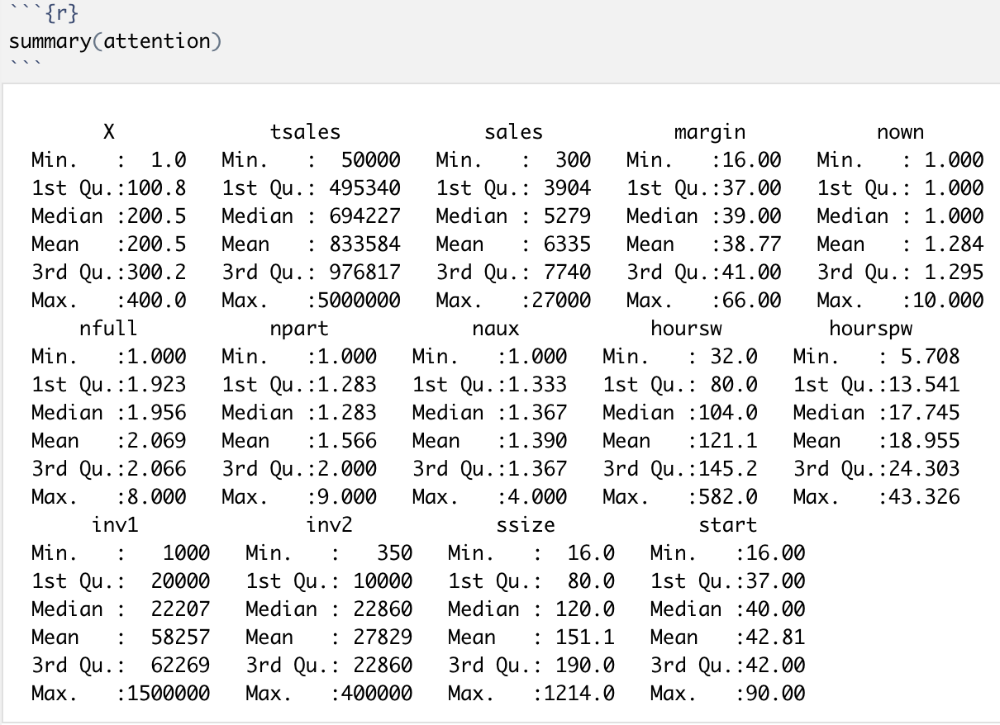 ```{r}
summary(attention)
```
X tsales sales margin nown
Min. : 1.0 Min. : 50000 Min. : 300 Min. :16.00 Min. : 1.000
1st Qu.:100.8 1st Qu.: 495340 1st Qu.: 3904 1st Qu.:37.00 1st Qu.: 1.000
Median :200.5 Median : 694227 Median : 5279 Median :39.00 Median : 1.000
Mean :200.5 Mean : 833584 Mean : 6335 Mean :38.77 Mean : 1.284
3rd Qu.:300.2 3rd Qu.: 976817 3rd Qu.: 7740 3rd Qu.:41.00 3rd Qu.: 1.295
Max. :400.0 Max. :5000000 Max. :27000 Max. :66.00 Max. :10.000
nfull npart naux hoursw hourspw
Min. :1.000 Min. :1.000 Min. :1.000 Min. : 32.0 Min. : 5.708
1st Qu.:1.923 1st Qu.:1.283 1st Qu.:1.333 1st Qu.: 80.0 1st Qu.:13.541
Median :1.956 Median :1.283 Median :1.367 Median :104.0 Median :17.745
Mean :2.069 Mean :1.566 Mean :1.390 Mean :121.1 Mean :18.955
3rd Qu.:2.066 3rd Qu.:2.000 3rd Qu.:1.367 3rd Qu.:145.2 3rd Qu.:24.303
Max. :8.000 Max. :9.000 Max. :4.000 Max. :582.0 Max. :43.326
inv1 inv2 ssize start
Min. : 1000 Min. : 350 Min. : 16.0 Min. :16.00
1st Qu.: 20000 1st Qu.: 10000 1st Qu.: 80.0 1st Qu.:37.00
Median : 22207 Median : 22860 Median : 120.0 Median :40.00
Mean : 58257 Mean : 27829 Mean : 151.1 Mean :42.81
3rd Qu.: 62269 3rd Qu.: 22860 3rd Qu.: 190.0 3rd Qu.:42.00
Max. :1500000 Max. :400000 Max. :1214.0 Max. :90.00